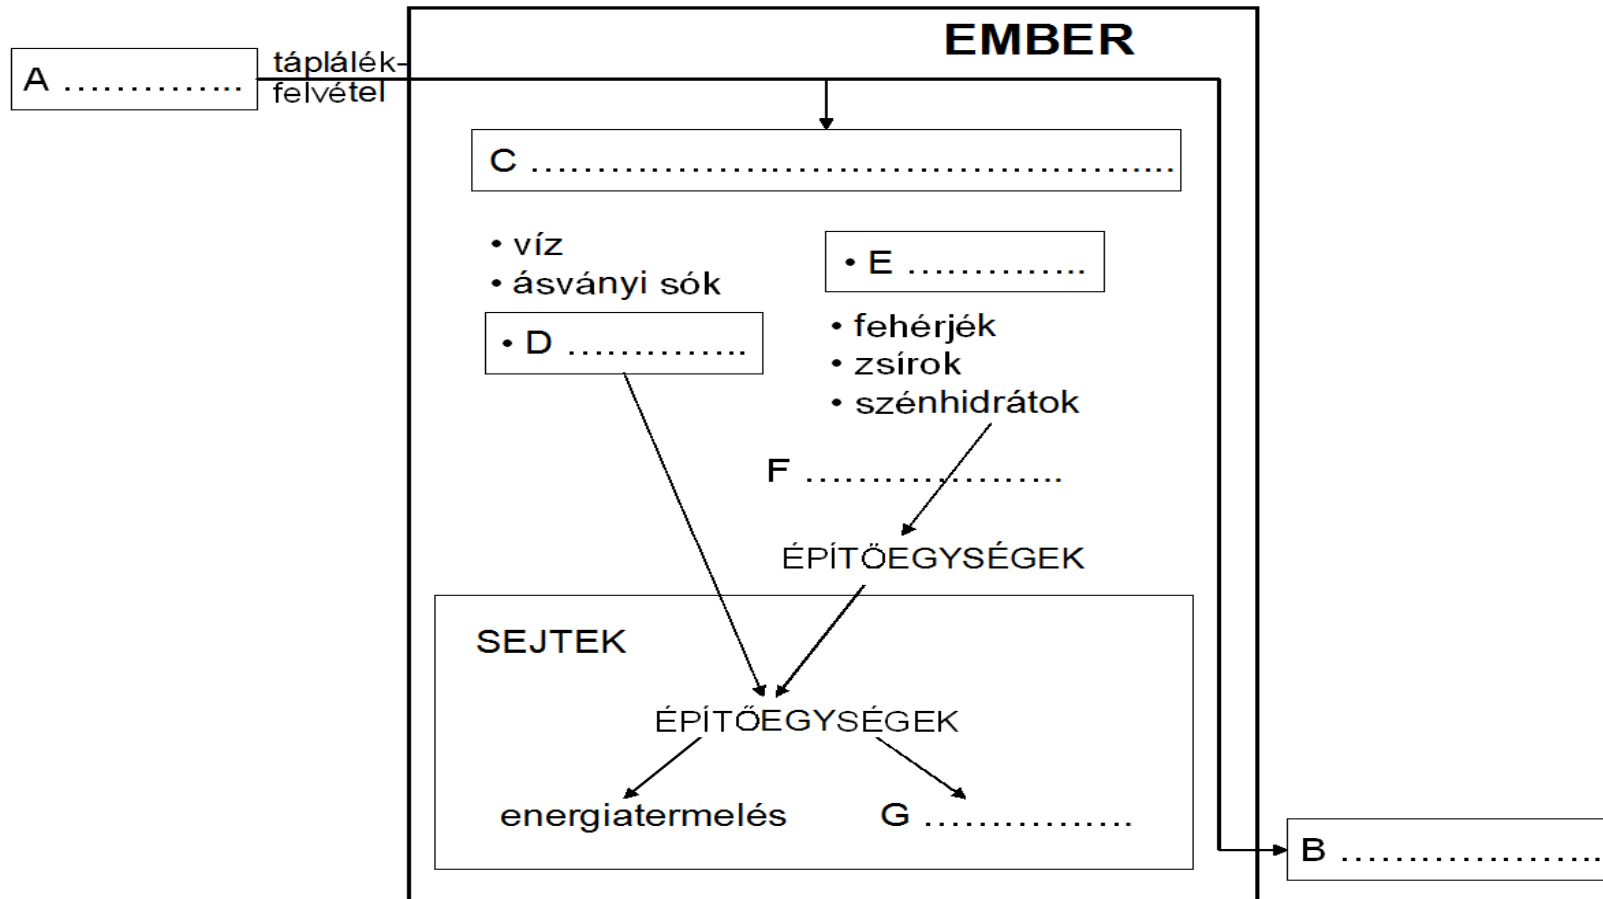 EMBER
A ..............
táplálék-
felvétel
C ................................................
• víz
• ásványi sók
• D ..............
• E ..............
• fehérjék
• zsírok
• szénhidrátok
F ....................
ÉPÍTŐEGYSÉGEK
SEJTEK
ÉPÍTŐEGYSÉGEK
energiatermelés
G ................
B ....................